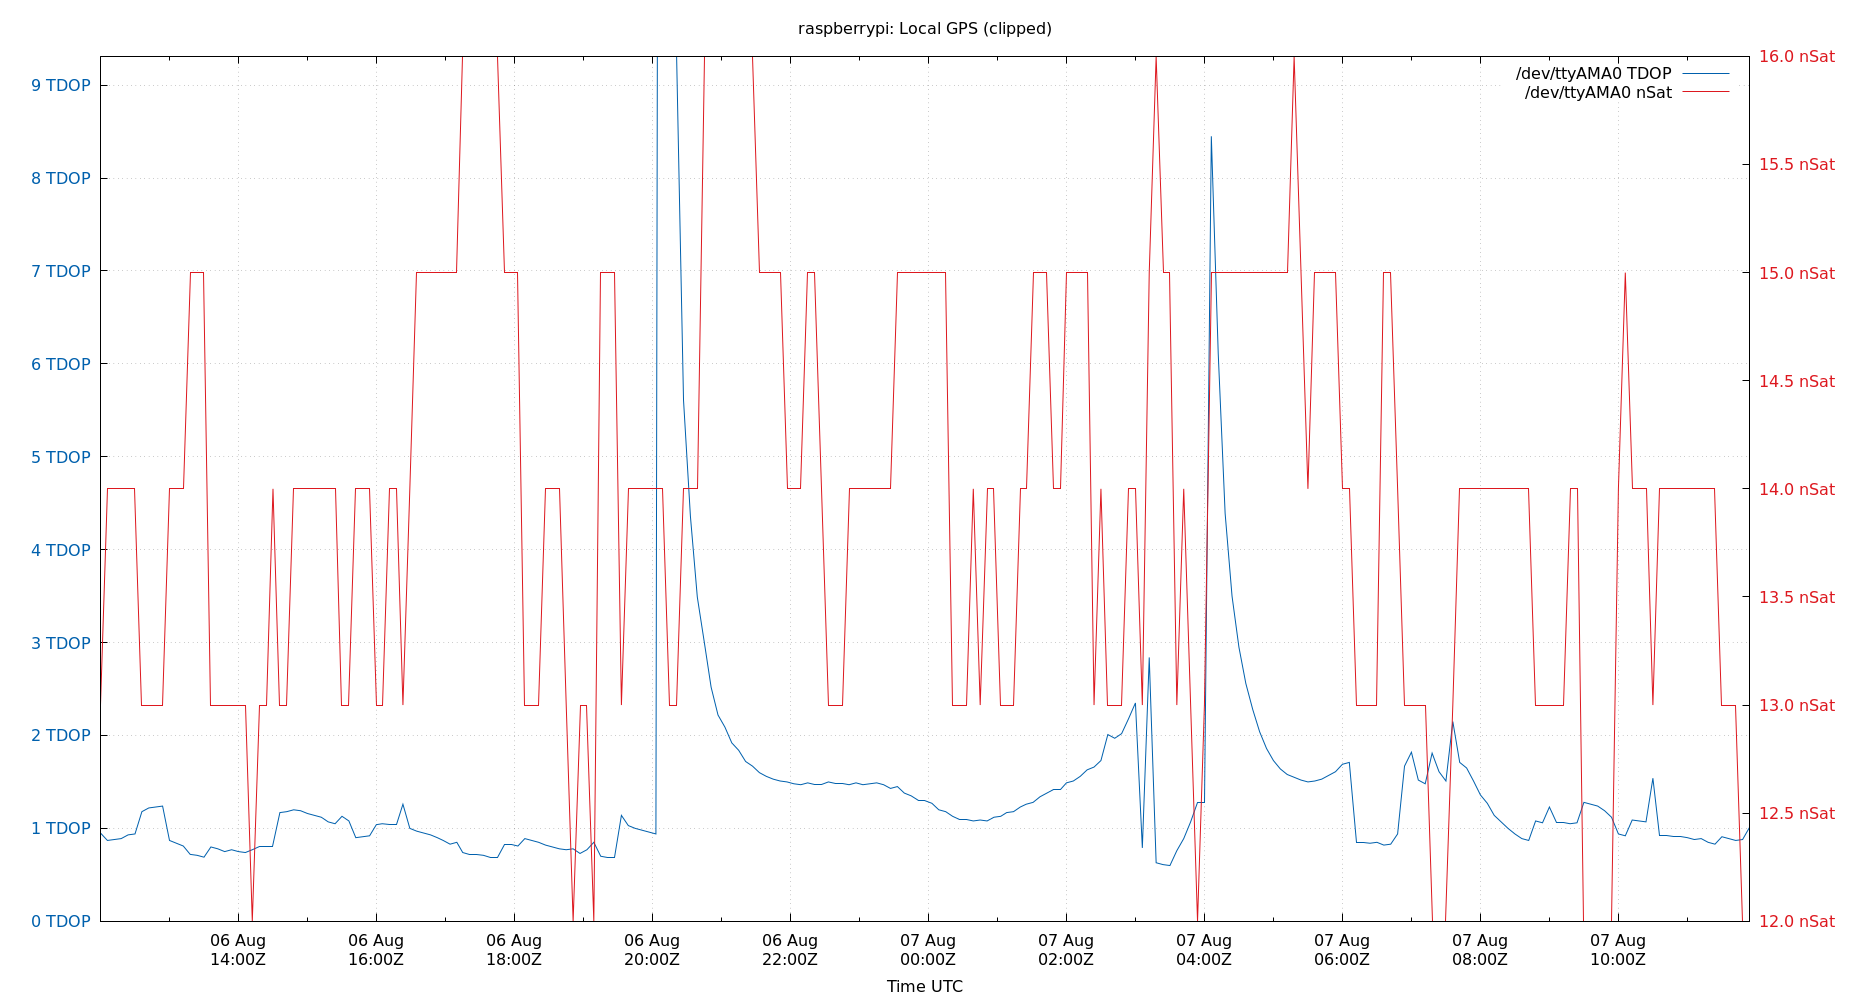 raspberrypi: Local GPS (clipped)
/dev/ttyAMA0 TDOP
/dev/ttyAMA0 nSat
9 TDOP
8 TDOP
7 TDOP
6 TDOP
5 TDOP
4 TDOP
3 TDOP
2 TDOP
1 TDOP
0 TDOP
16.0 nSat
15.5 nSat
15.0 nSat
14.5 nSat
14.0 nSat
13.5 nSat
13.0 nSat
12.5 nSat
12.0 nSat
06 Aug
14:00Z
06 Aug
16:00Z
06 Aug
18:00Z
06 Aug
20:00Z
06 Aug
22:00Z
07 Aug
00:00Z
07 Aug
02:00Z
07 Aug
04:00Z
07 Aug
06:00Z
07 Aug
08:00Z
07 Aug
10:00Z
Time UTC